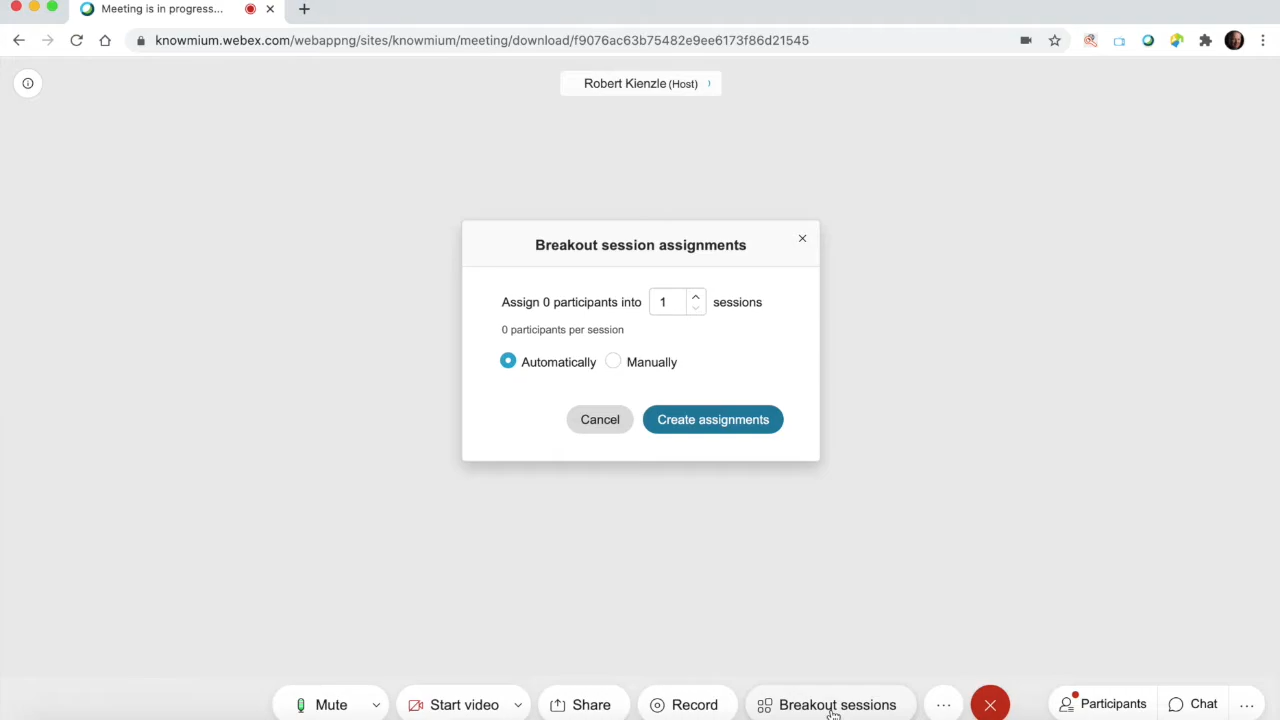 Meeting is in progress...
knowmium.webex.com/webappng/sites/knowmium/meeting/download/f9076ac63b75482e9ee6173f86d21545
Robert Kienzle (Host)
Breakout session assignments
Assign 0 participants into 1 sessions
0 participants per session
Automatically Manually
Cancel Create assignments
Mute Start video Share Record Breakout sessions ... Participants Chat ...